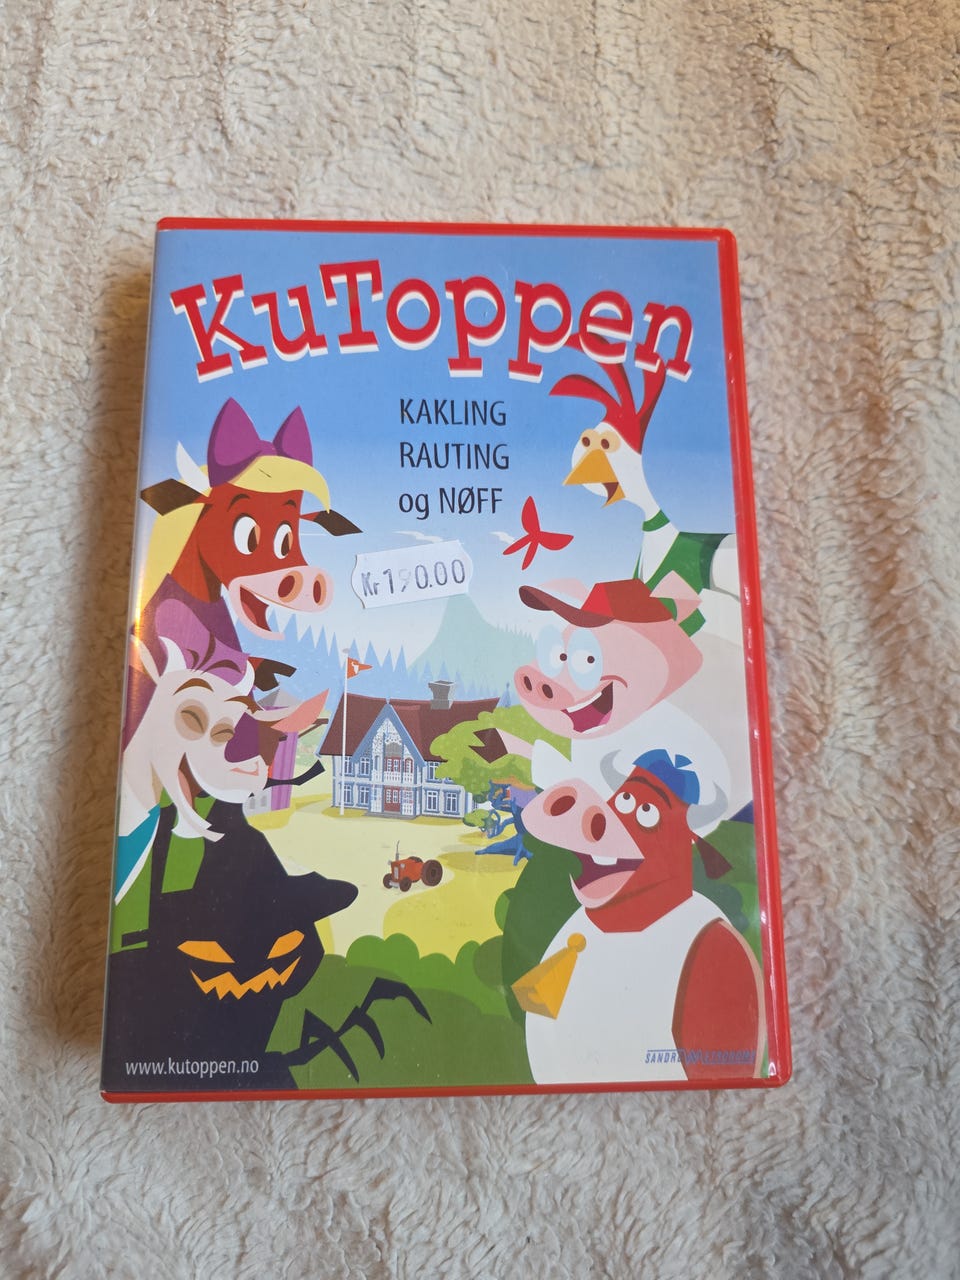 KuToppen
KAKLING
RAUTING
og NØFF
Kr 190.00
www.kutoppen.no